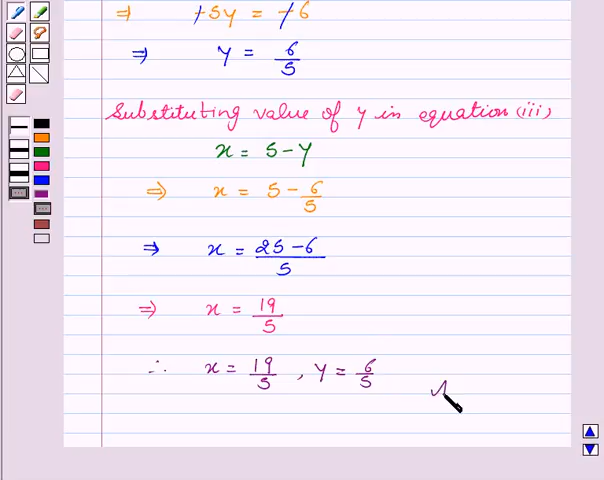 ⇒ -5y = -6
⇒ y = 6/5
Substituting value of y in equation (iii)
x = 5 - y
⇒ x = 5 - 6/5
⇒ x = 25-6/5
⇒ x = 19/5
∴ x = 19/5 , y = 6/5